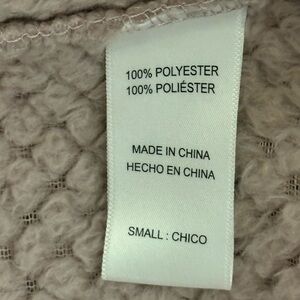 100% POLYESTER
100% POLIÉSTER
MADE IN CHINA
HECHO EN CHINA
SMALL : CHICO